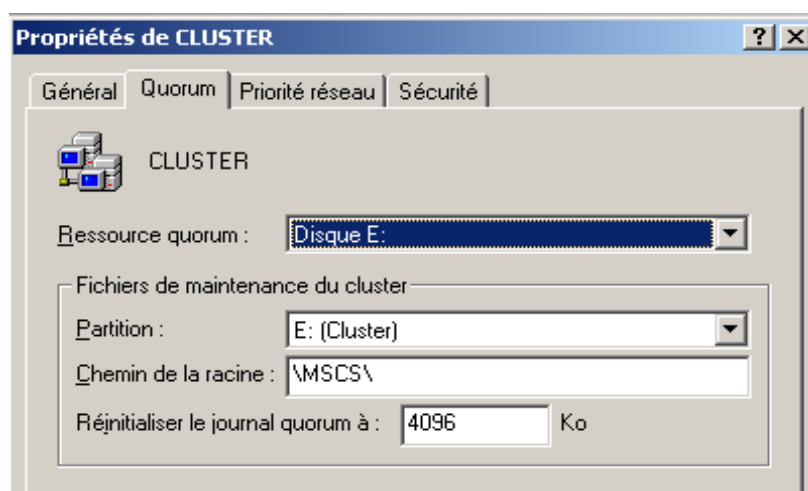 Propriétés de CLUSTER
Général Quorum Priorité réseau Sécurité
CLUSTER
Ressource quorum : Disque E:
Fichiers de maintenance du cluster
Partition : E: (Cluster)
Chemin de la racine : \MSCS\
Réinitialiser le journal quorum à : 4096 Ko